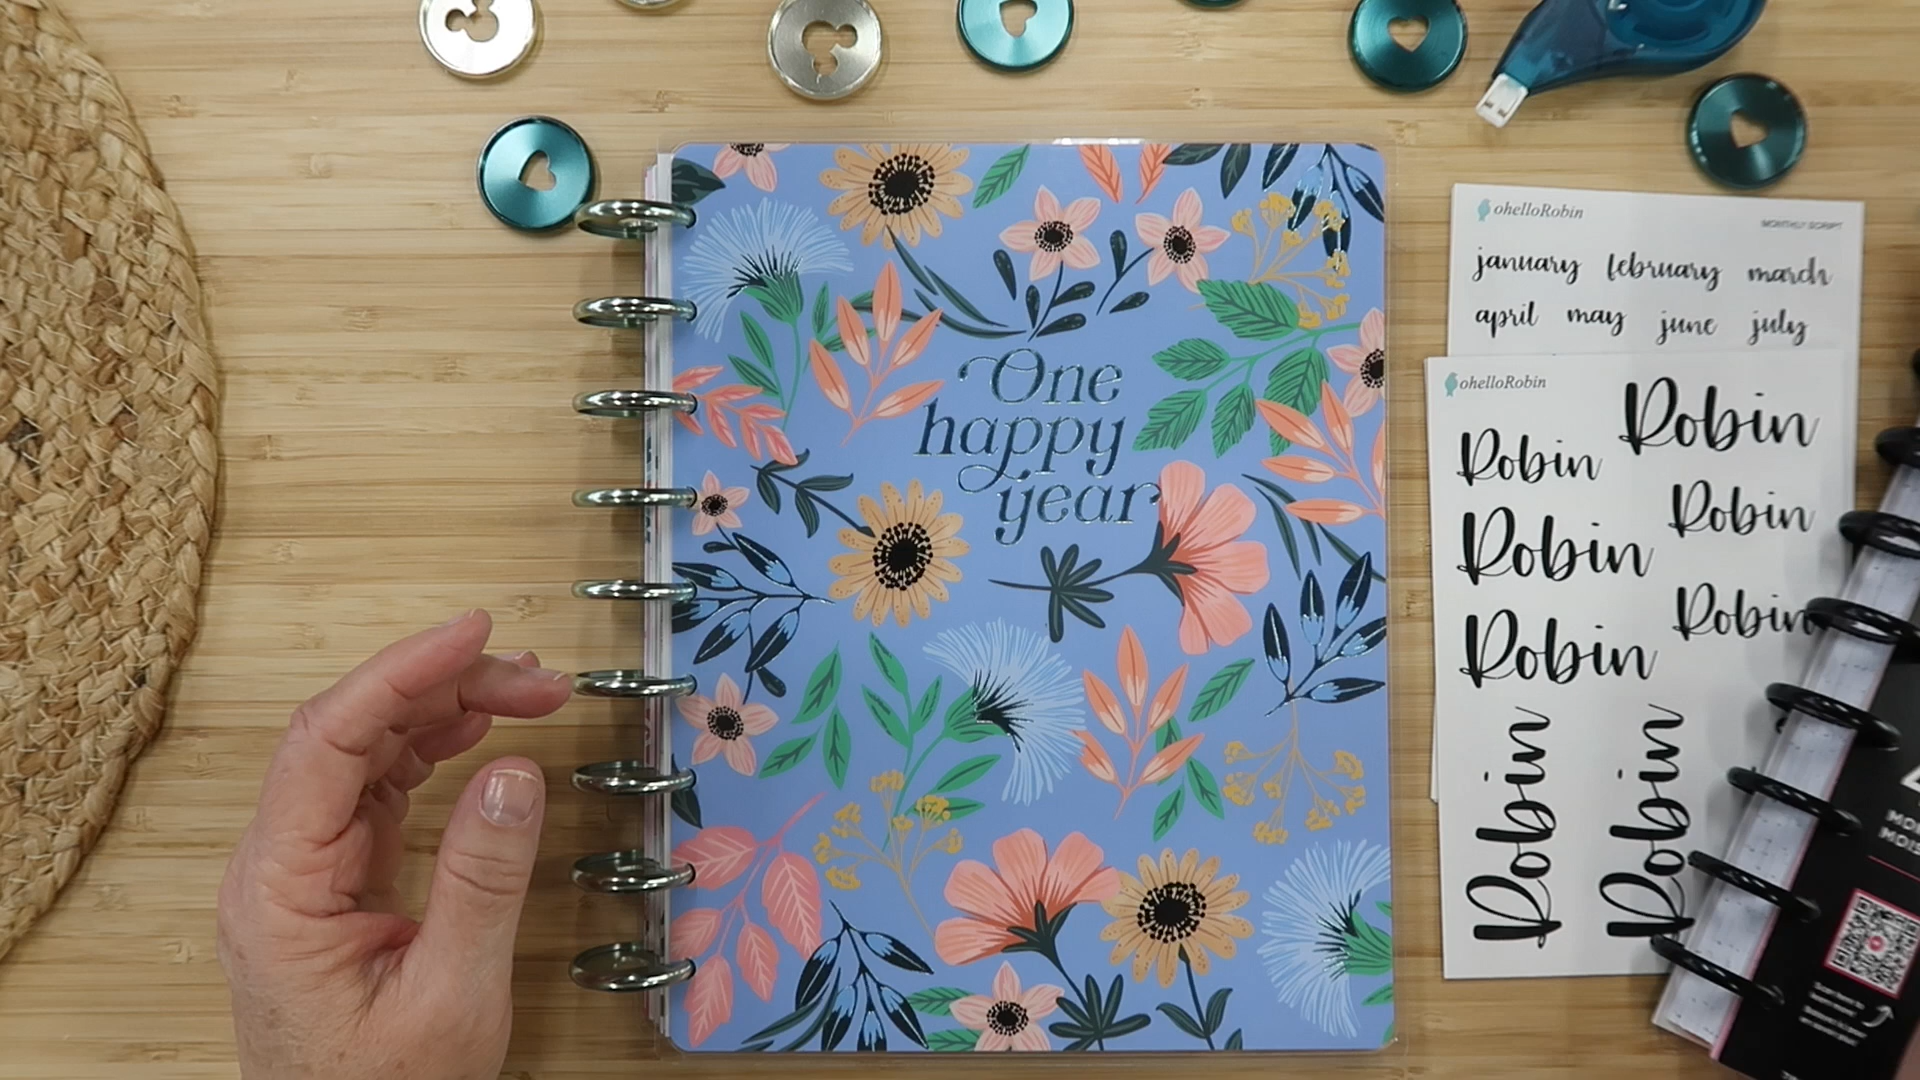 One
happy
year
ohelloRobin
MONTHLY SCRIPT
january february march
april may june july
ohelloRobin
Robin
Robin
Robin
Robin
Robin
Robin
Robin
Robin